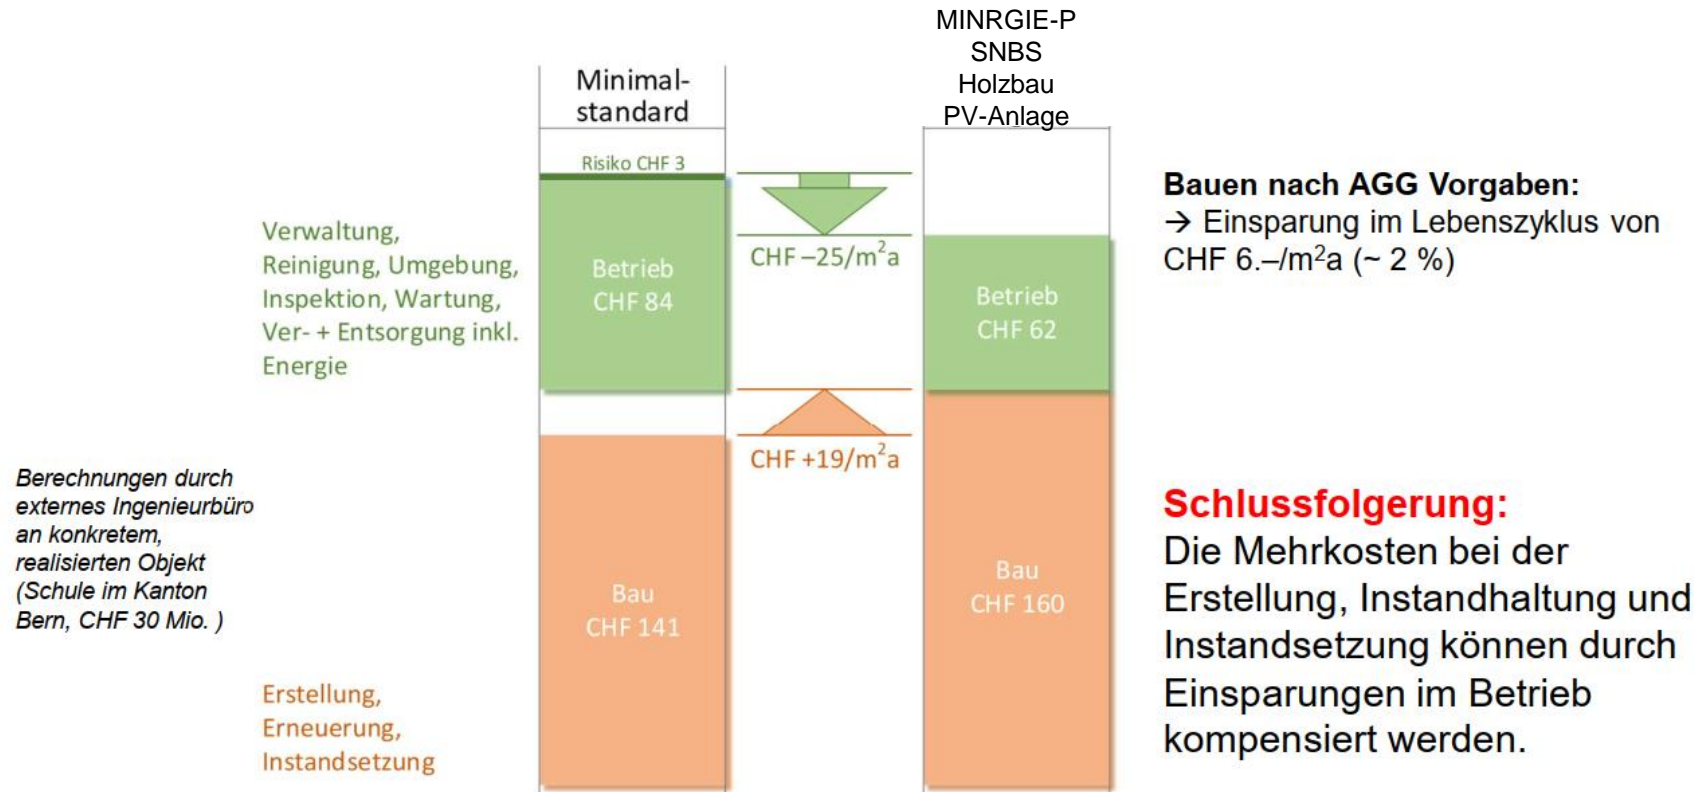 MINRGIE-P
SNBS
Holzbau
PV-Anlage
Minimal-
standard
Risiko CHF 3
Verwaltung,
Reinigung, Umgebung,
Inspektion, Wartung,
Ver- + Entsorgung inkl.
Energie
Betrieb
CHF 84
CHF –25/m²a
Betrieb
CHF 62
Bauen nach AGG Vorgaben:
→ Einsparung im Lebenszyklus von
CHF 6.–/m²a (~ 2 %)
CHF +19/m²a
Berechnungen durch
externes Ingenieurbüro
an konkretem,
realisierten Objekt
(Schule im Kanton
Bern, CHF 30 Mio. )
Bau
CHF 141
Bau
CHF 160
Erstellung,
Erneuerung,
Instandsetzung
Schlussfolgerung:
Die Mehrkosten bei der
Erstellung, Instandhaltung und
Instandsetzung können durch
Einsparungen im Betrieb
kompensiert werden.